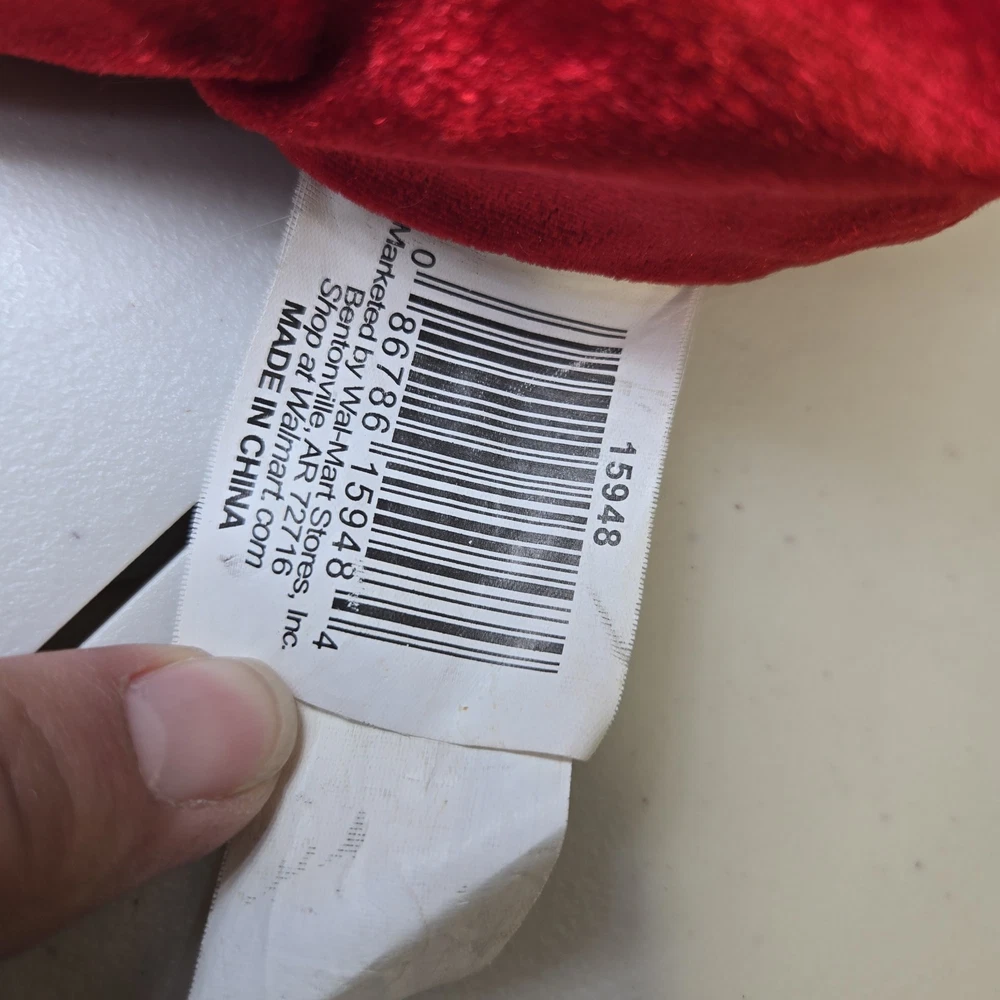 15948
0 86786 15948 4
Marketed by Wal-Mart Stores, Inc.
Bentonville, AR 72716
Shop at Walmart.com
MADE IN CHINA